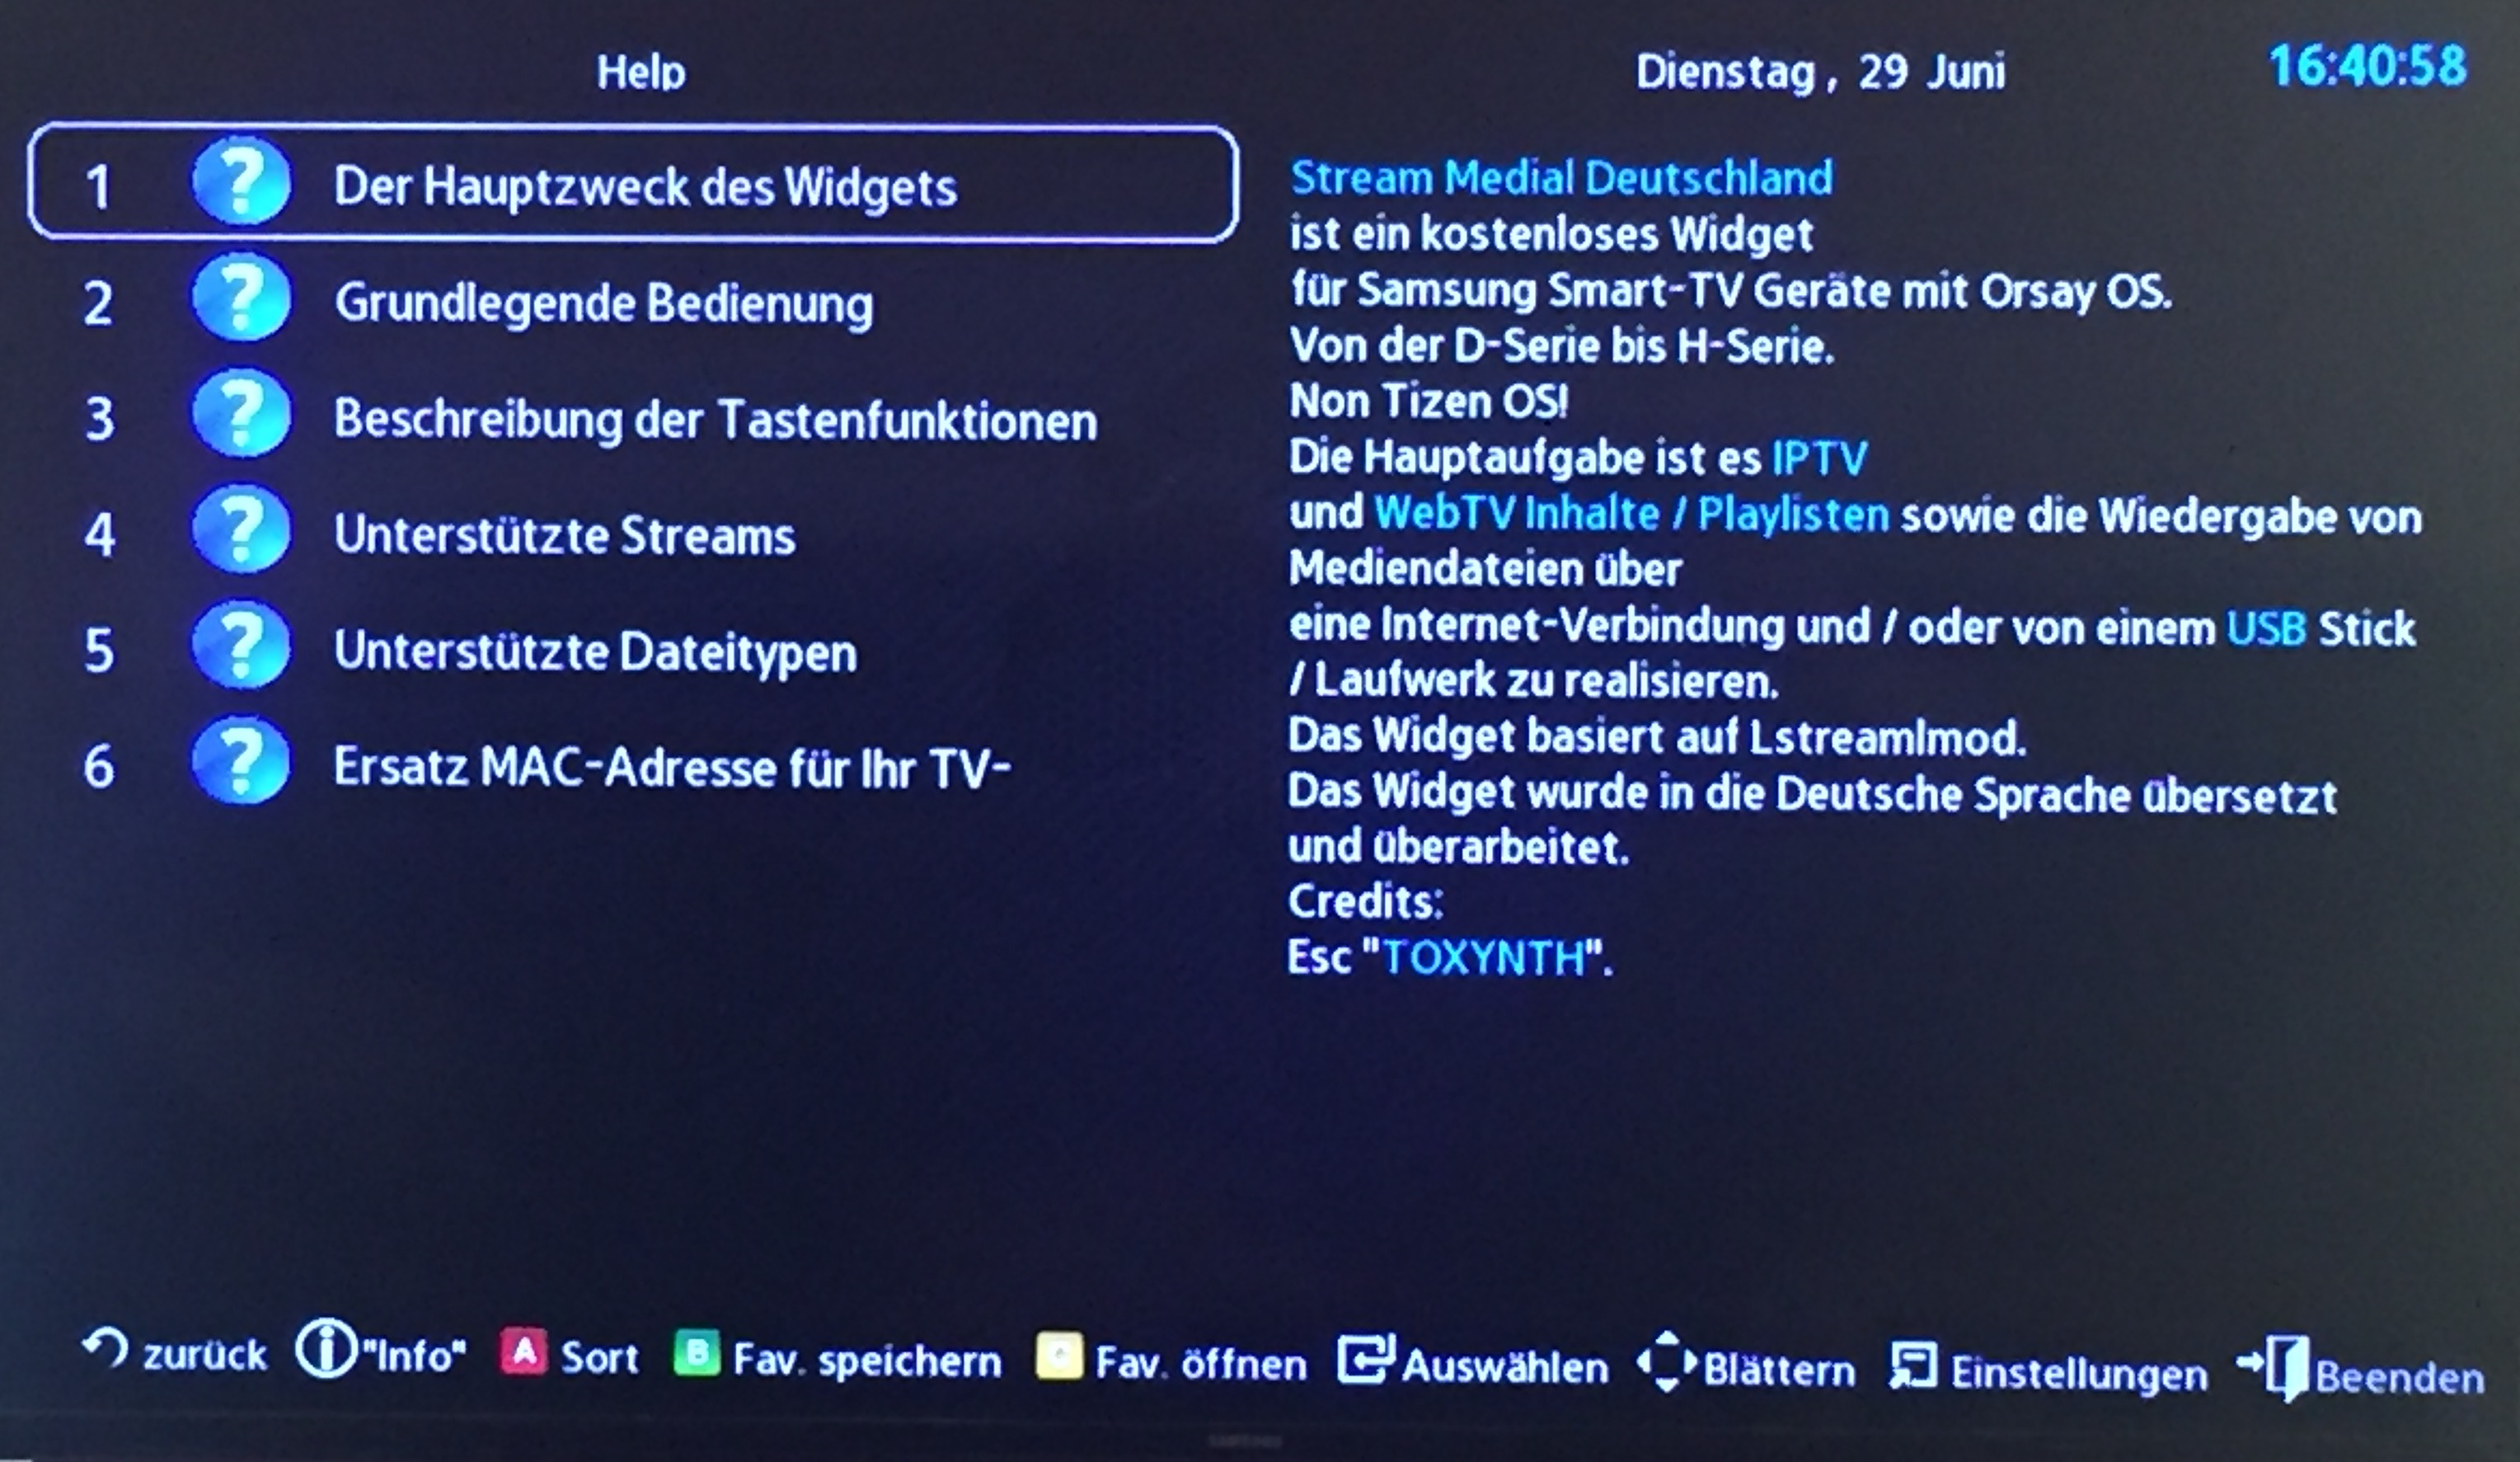 Help
Dienstag, 29 Juni
16:40:58
1 ? Der Hauptzweck des Widgets
2 ? Grundlegende Bedienung
3 ? Beschreibung der Tastenfunktionen
4 ? Unterstützte Streams
5 ? Unterstützte Dateitypen
6 ? Ersatz MAC-Adresse für Ihr TV-
Stream Medial Deutschland
ist ein kostenloses Widget
für Samsung Smart-TV Geräte mit Orsay OS.
Von der D-Serie bis H-Serie.
Non Tizen OS!
Die Hauptaufgabe ist es IPTV
und WebTV Inhalte / Playlisten sowie die Wiedergabe von
Mediendateien über
eine Internet-Verbindung und / oder von einem USB Stick
/ Laufwerk zu realisieren.
Das Widget basiert auf Lstreamlmod.
Das Widget wurde in die Deutsche Sprache übersetzt
und überarbeitet.
Credits:
Esc "TOXYNTH".
zurück "Info" A Sort B Fav. speichern C Fav. öffnen Auswählen Blättern Einstellungen Beenden